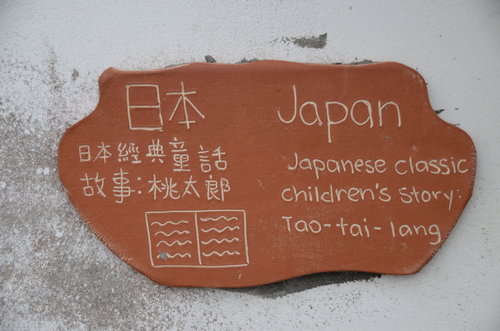 日本
日本經典童話
故事:桃太郎
Japan
Japanese classic
children's Story:
Tao-tai-lang